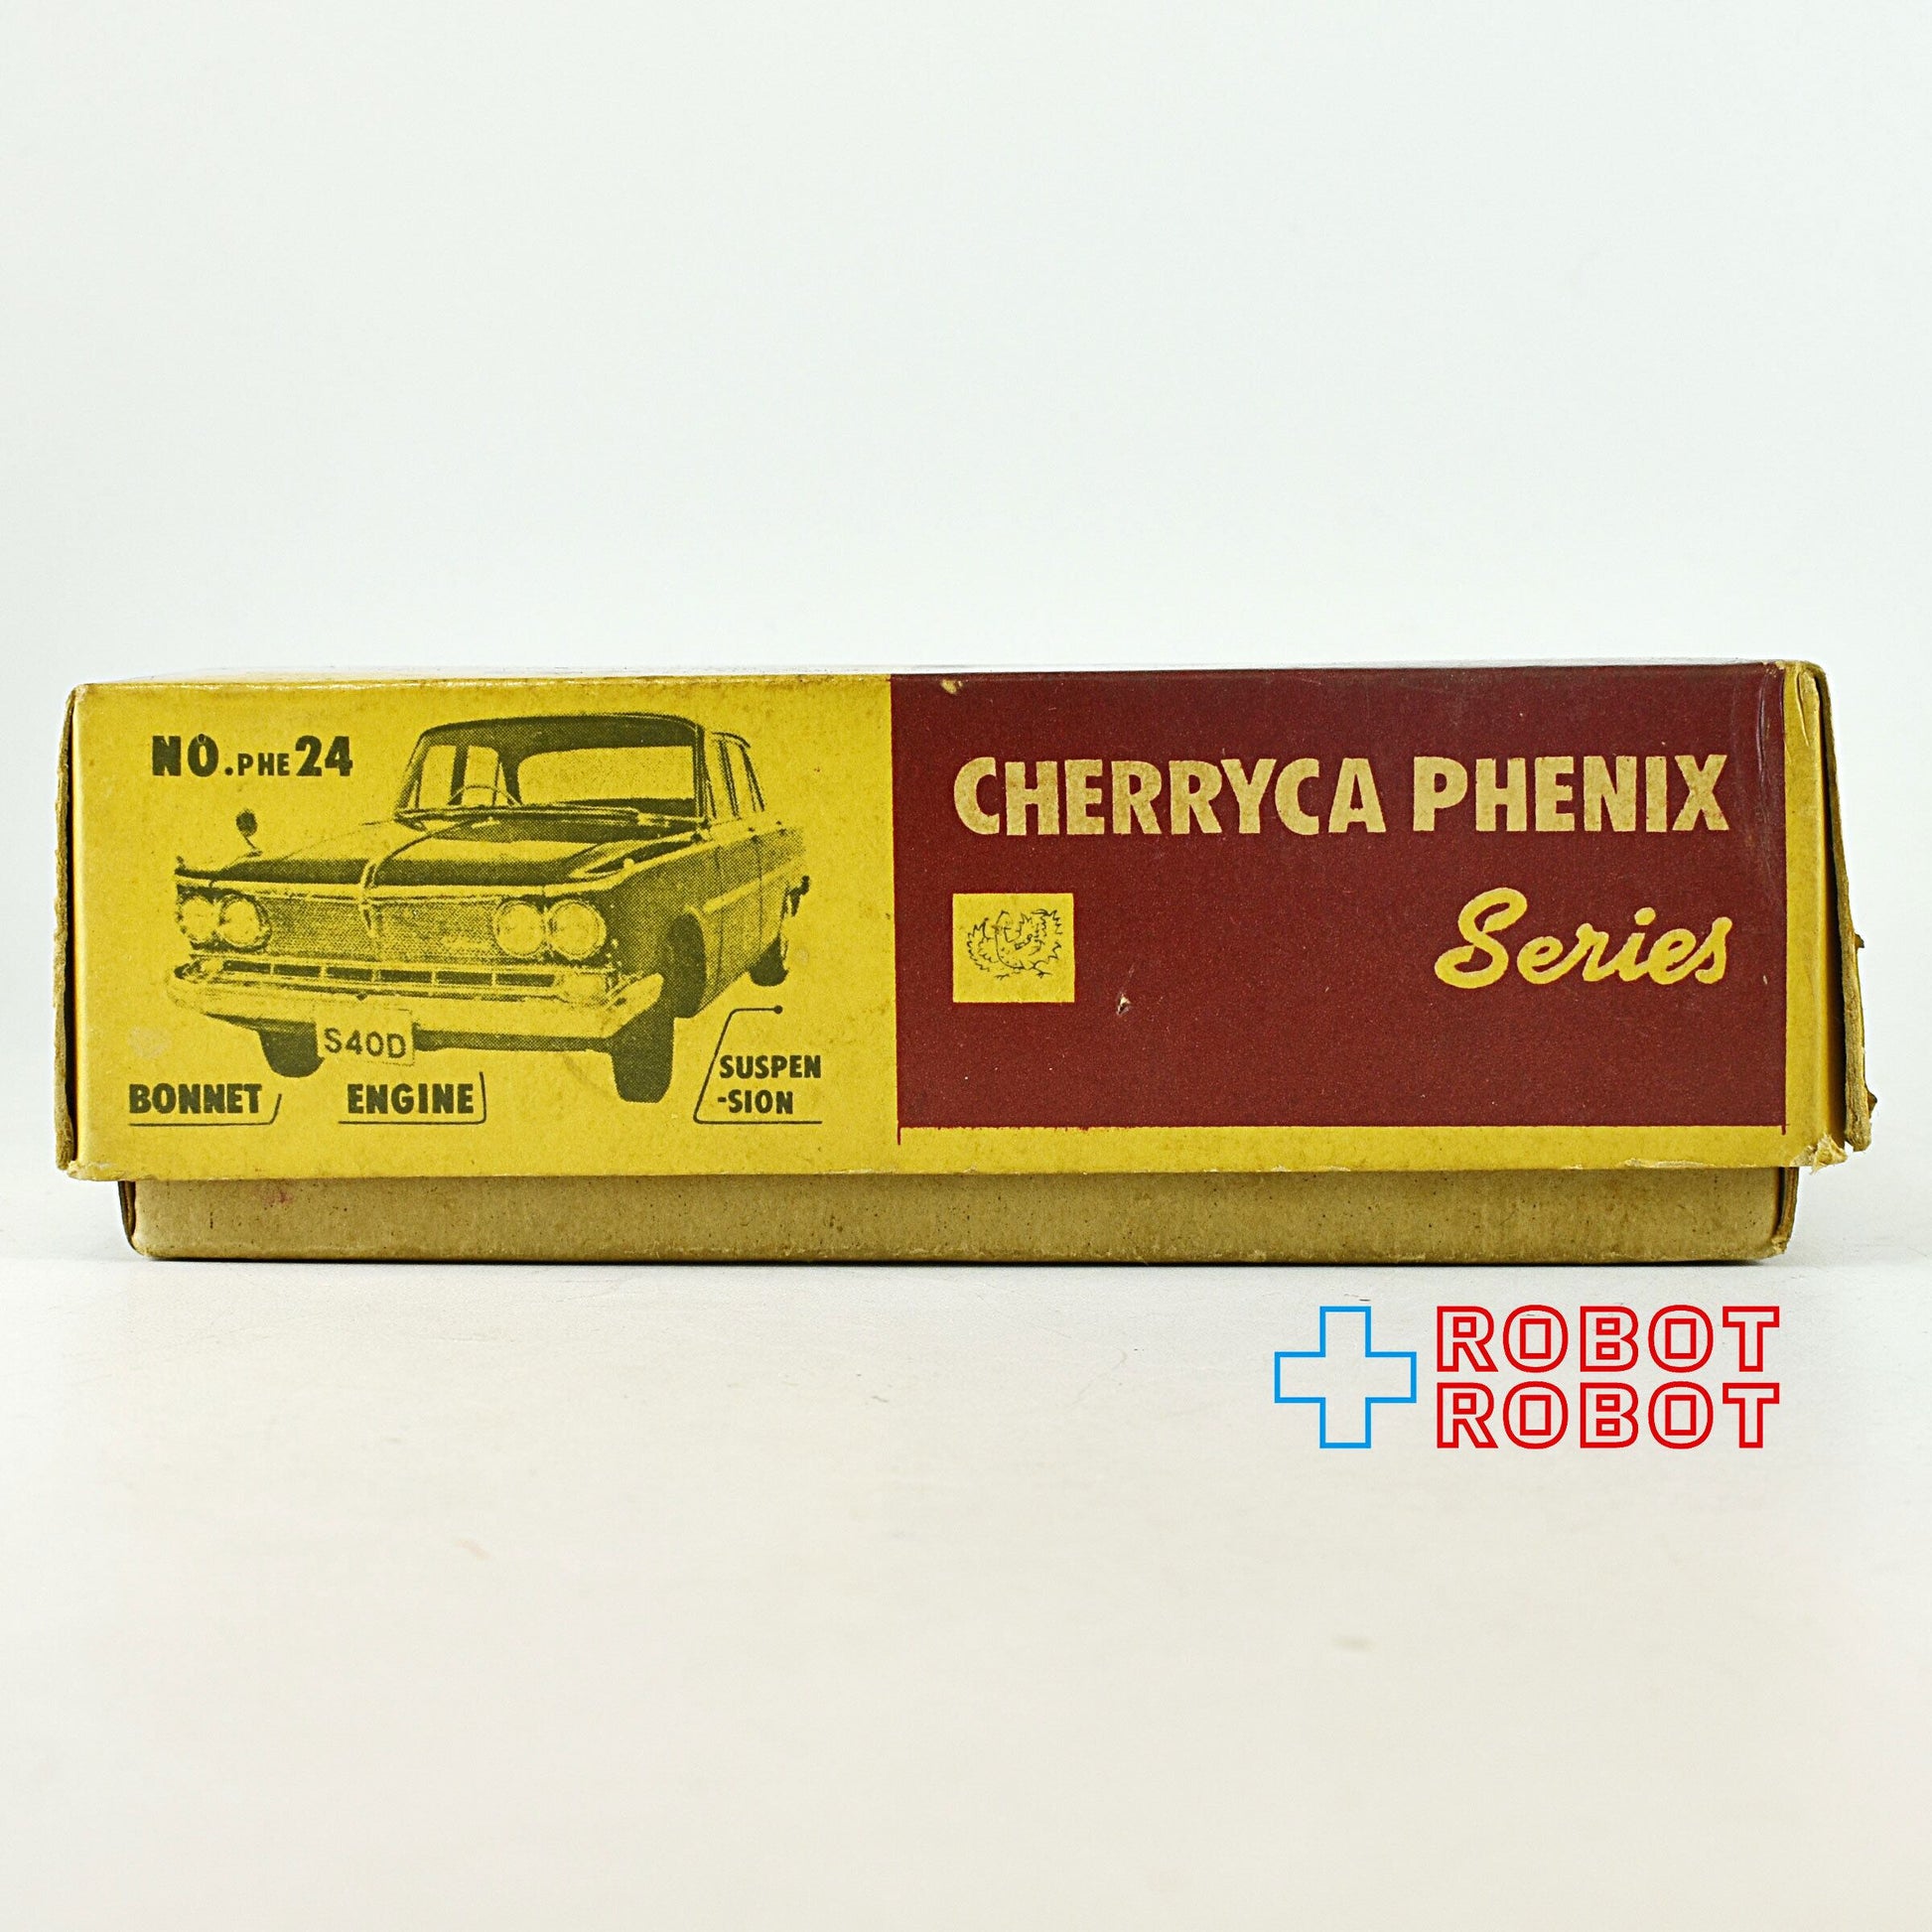 NO.PHE24
S40D
BONNET
ENGINE
SUSPEN
-SION
CHERRYCA PHENIX
Series
ROBOT
ROBOT